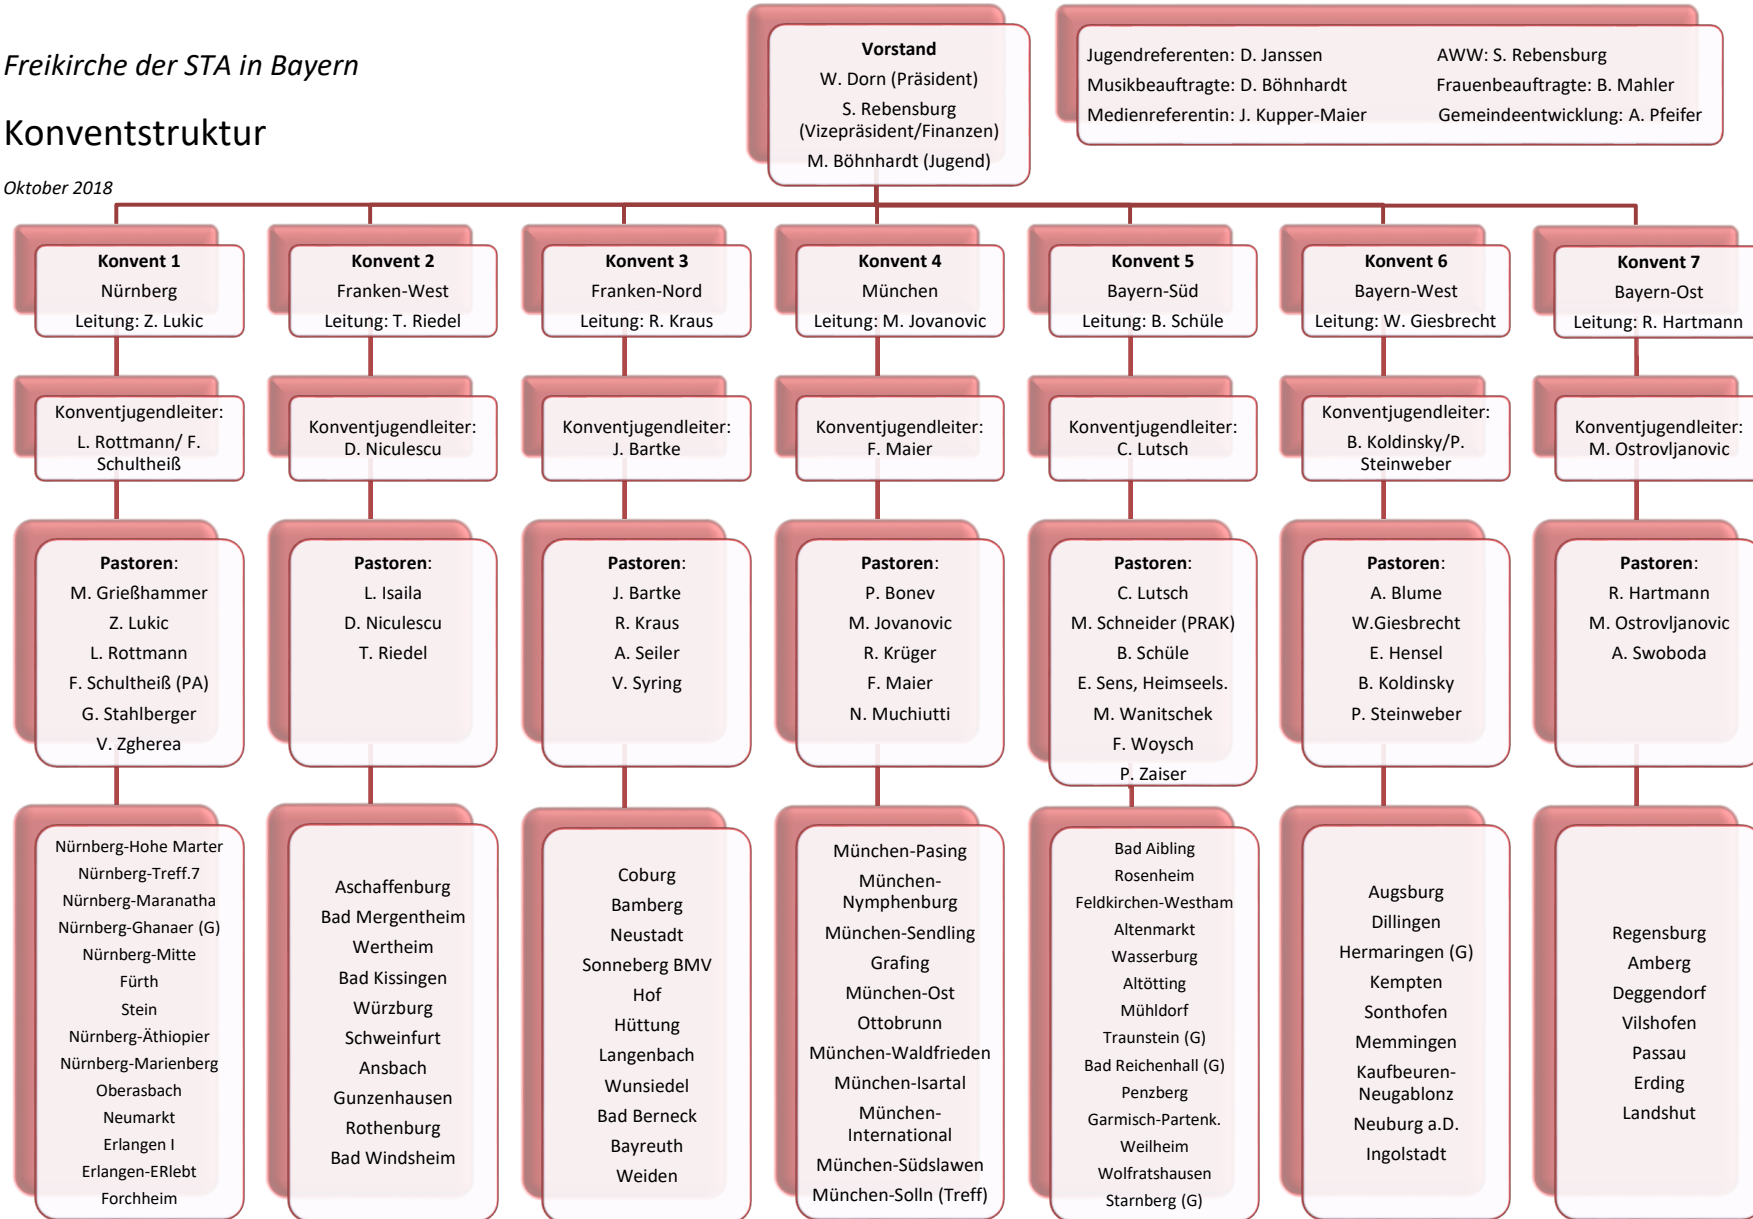 Freikirche der STA in Bayern
Konventstruktur
Oktober 2018
Vorstand
W. Dorn (Präsident)
S. Rebensburg
(Vizepräsident/Finanzen)
M. Böhnhardt (Jugend)
Jugendreferenten: D. Janssen
AWW: S. Rebensburg
Musikbeauftragte: D. Böhnhardt
Frauenbeauftragte: B. Mahler
Medienreferentin: J. Kupper-Maier
Gemeindeentwicklung: A. Pfeifer
Konvent 1
Nürnberg
Leitung: Z. Lukic
Konventjugendleiter:
L. Rottmann/ F.
Schultheiß
Pastoren:
M. Grießhammer
Z. Lukic
L. Rottmann
F. Schultheiß (PA)
G. Stahlberger
V. Zgherea
Nürnberg-Hohe Marter
Nürnberg-Treff.7
Nürnberg-Maranatha
Nürnberg-Ghanaer (G)
Nürnberg-Mitte
Fürth
Stein
Nürnberg-Äthiopier
Nürnberg-Marienberg
Oberasbach
Neumarkt
Erlangen I
Erlangen-ERlebt
Forchheim
Konvent 2
Franken-West
Leitung: T. Riedel
Konventjugendleiter:
D. Niculescu
Pastoren:
L. Isaila
D. Niculescu
T. Riedel
Aschaffenburg
Bad Mergentheim
Wertheim
Bad Kissingen
Würzburg
Schweinfurt
Ansbach
Gunzenhausen
Rothenburg
Bad Windsheim
Konvent 3
Franken-Nord
Leitung: R. Kraus
Konventjugendleiter:
J. Bartke
Pastoren:
J. Bartke
R. Kraus
A. Seiler
V. Syring
Coburg
Bamberg
Neustadt
Sonneberg BMV
Hof
Hüttung
Langenbach
Wunsiedel
Bad Berneck
Bayreuth
Weiden
Konvent 4
München
Leitung: M. Jovanovic
Konventjugendleiter:
F. Maier
Pastoren:
P. Bonev
M. Jovanovic
R. Krüger
F. Maier
N. Muchiutti
München-Pasing
München-
Nymphenburg
München-Sendling
Grafing
München-Ost
Ottobrunn
München-Waldfrieden
München-Isartal
München-
International
München-Südslawen
München-Solln (Treff)
Konvent 5
Bayern-Süd
Leitung: B. Schüle
Konventjugendleiter:
C. Lutsch
Pastoren:
C. Lutsch
M. Schneider (PRAK)
B. Schüle
E. Sens, Heimseels.
M. Wanitschek
F. Woysch
P. Zaiser
Bad Aibling
Rosenheim
Feldkirchen-Westham
Altenmarkt
Wasserburg
Altötting
Mühldorf
Traunstein (G)
Bad Reichenhall (G)
Penzberg
Garmisch-Partenk.
Weilheim
Wolfratshausen
Starnberg (G)
Konvent 6
Bayern-West
Leitung: W. Giesbrecht
Konventjugendleiter:
B. Koldinsky/P.
Steinweber
Pastoren:
A. Blume
W.Giesbrecht
E. Hensel
B. Koldinsky
P. Steinweber
Augsburg
Dillingen
Hermaringen (G)
Kempten
Sonthofen
Memmingen
Kaufbeuren-
Neugablonz
Neuburg a.D.
Ingolstadt
Konvent 7
Bayern-Ost
Leitung: R. Hartmann
Konventjugendleiter:
M. Ostrovljanovic
Pastoren:
R. Hartmann
M. Ostrovljanovic
A. Swoboda
Regensburg
Amberg
Deggendorf
Vilshofen
Passau
Erding
Landshut